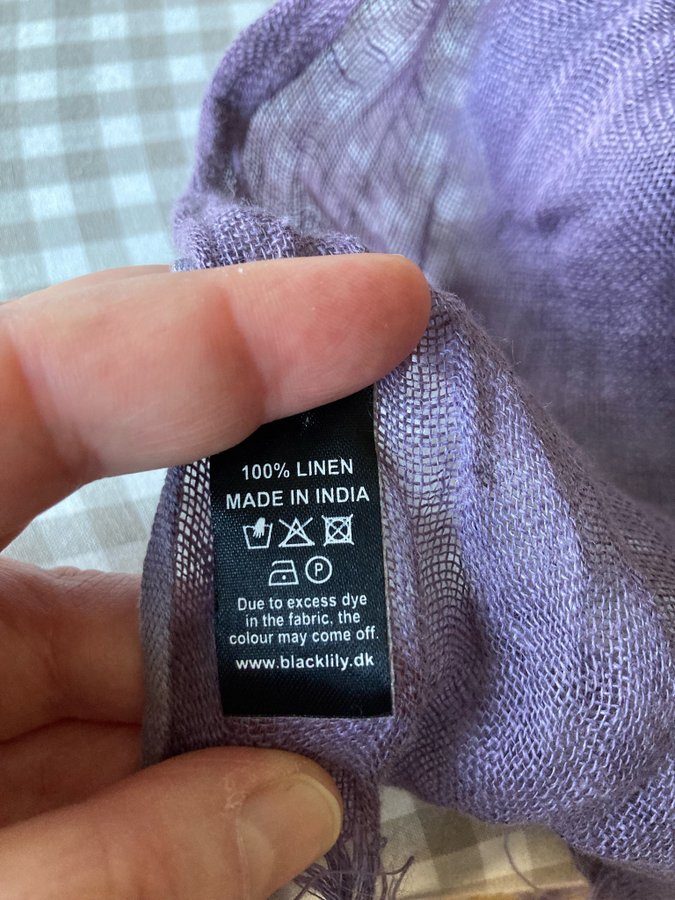 100% LINEN
MADE IN INDIA
P
Due to excess dye
in the fabric, the
colour may come off.
www.blacklily.dk